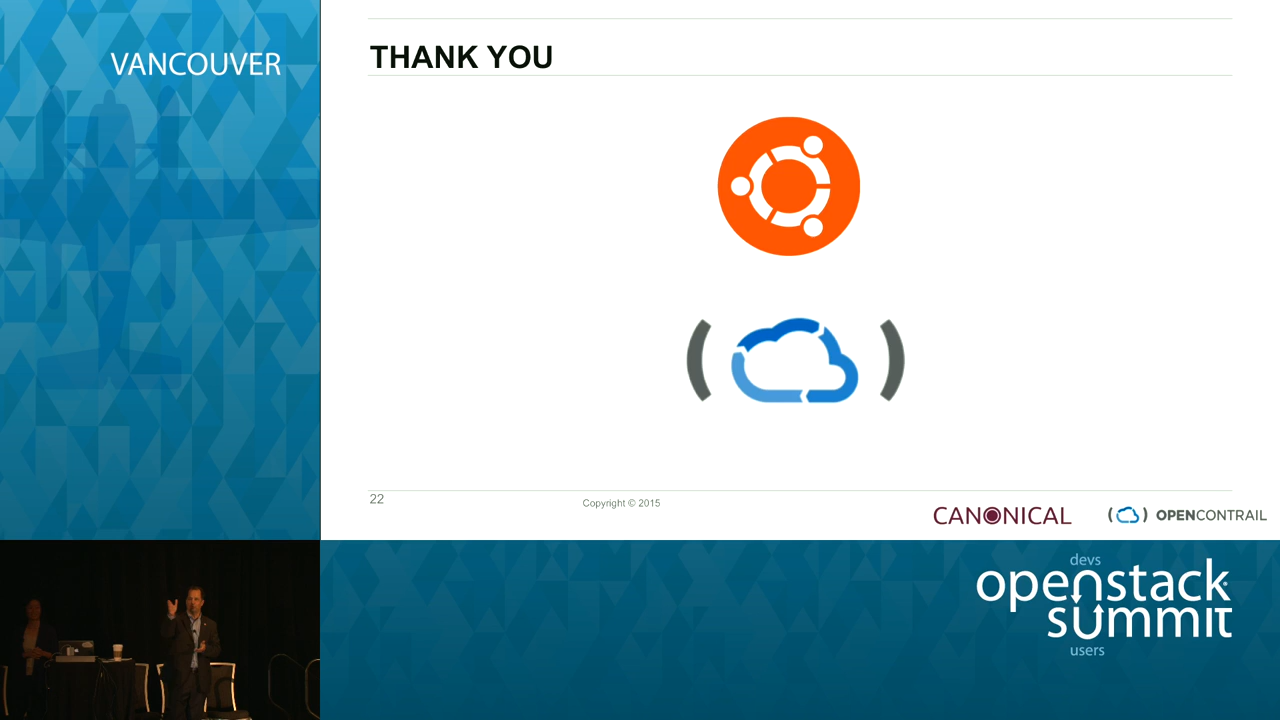 VANCOUVER
THANK YOU
22
Copyright © 2015
CANONICAL
OPENCONTRAIL
devs
openstack
summit
users